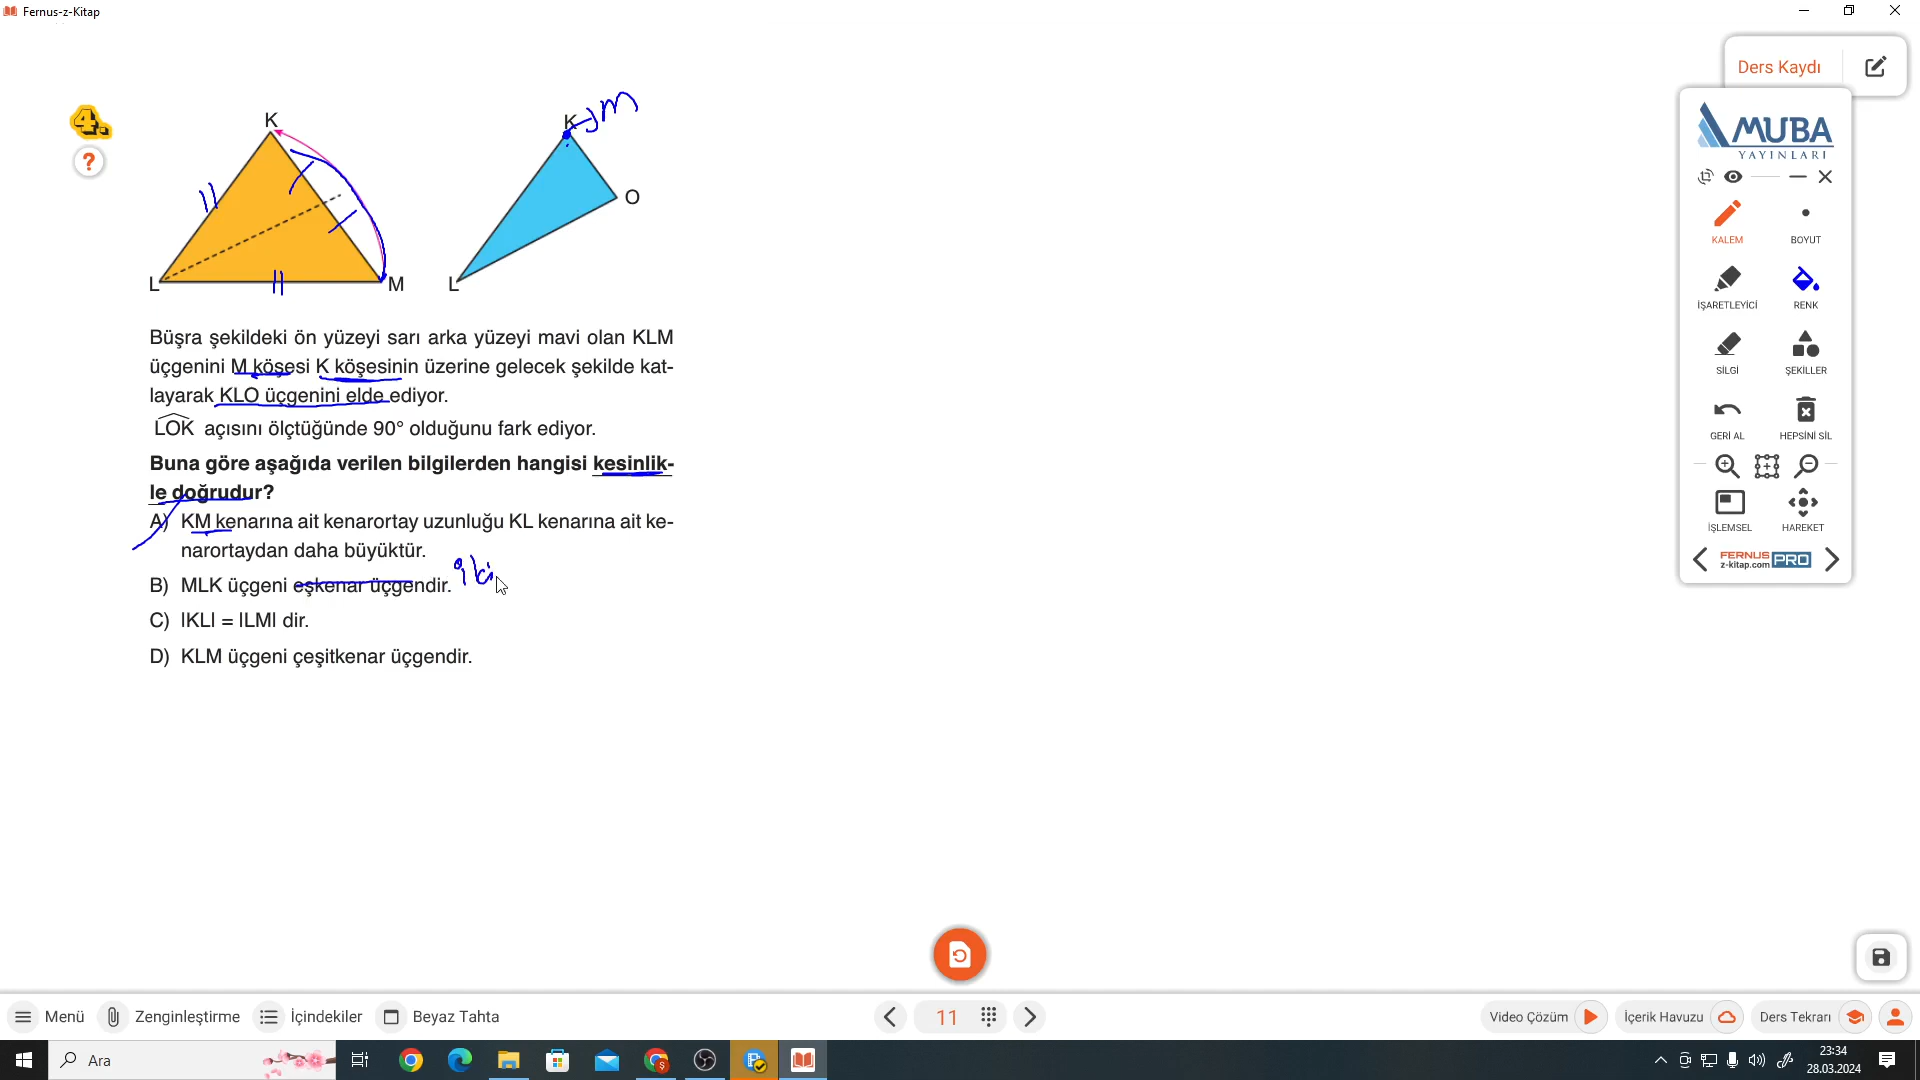 Fernus-z-Kitap
Ders Kaydı
4.
?
K
L
M
K
M
O
L
Büşra şekildeki ön yüzeyi sarı arka yüzeyi mavi olan KLM
üçgenini M köşesi K köşesinin üzerine gelecek şekilde kat-
layarak KLO üçgenini elde ediyor.
LOK açısını ölçtüğünde 90° olduğunu fark ediyor.
Buna göre aşağıda verilen bilgilerden hangisi kesinlik-
le doğrudur?
A) KM kenarına ait kenarortay uzunluğu KL kenarına ait ke-
narortaydan daha büyüktür.
B) MLK üçgeni eşkenar üçgendir. iki
C) |KL| = |LM| dir.
D) KLM üçgeni çeşitkenar üçgendir.
MUBA
YAYINLARI
KALEM
BOYUT
İŞARETLEYİCİ
RENK
SİLGİ
ŞEKİLLER
GERİ AL
HEPSİNİ SİL
İŞLEMSEL
HAREKET
FERNUS
z-kitap.com PRO
Menü
Zenginleştirme
İçindekiler
Beyaz Tahta
11
Video Çözüm
İçerik Havuzu
Ders Tekrarı
Ara
23:34
28.03.2024